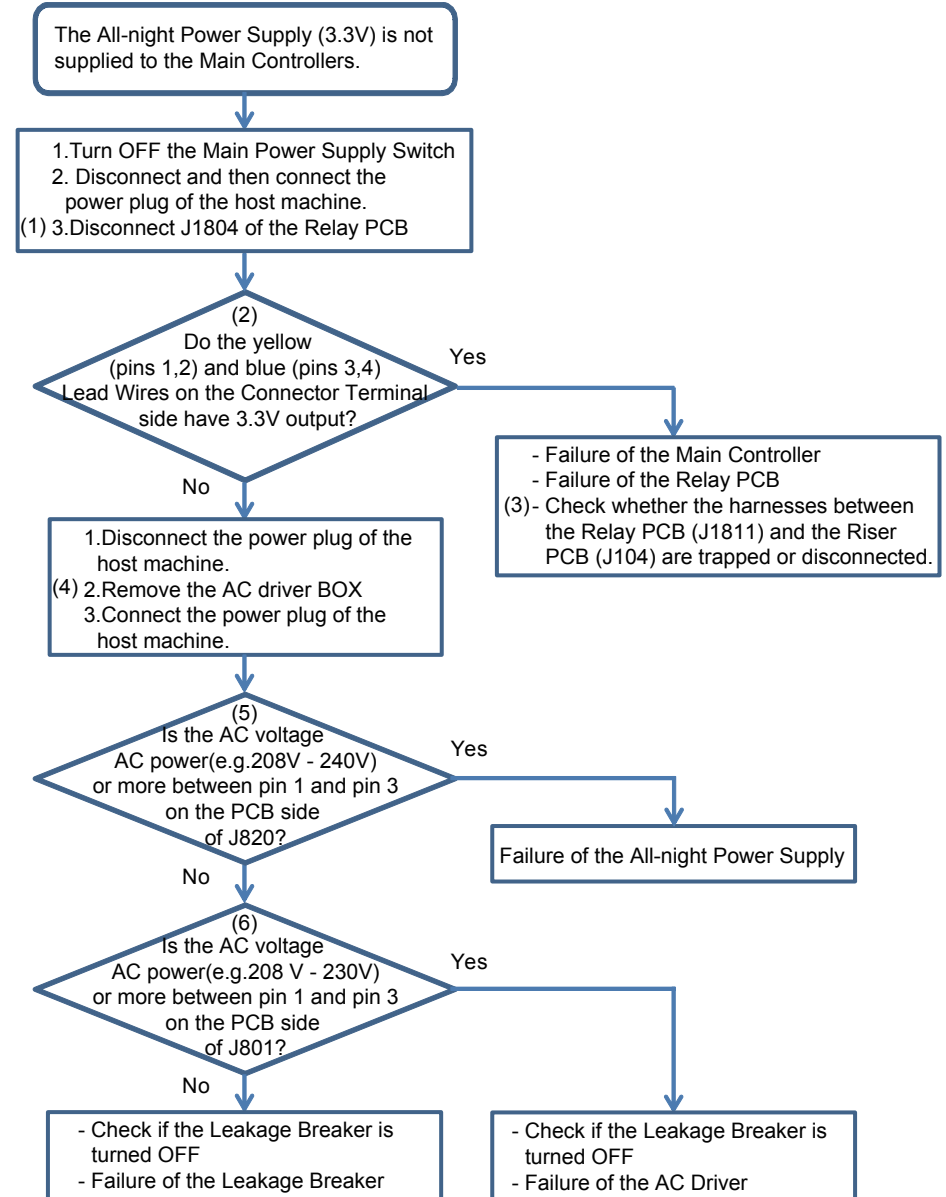 The All-night Power Supply (3.3V) is not
supplied to the Main Controllers.
1.Turn OFF the Main Power Supply Switch
2. Disconnect and then connect the
power plug of the host machine.
(1) 3.Disconnect J1804 of the Relay PCB
(2)
Do the yellow
(pins 1,2) and blue (pins 3,4)
Lead Wires on the Connector Terminal
side have 3.3V output?
Yes
- Failure of the Main Controller
- Failure of the Relay PCB
(3) - Check whether the harnesses between
the Relay PCB (J1811) and the Riser
PCB (J104) are trapped or disconnected.
No
1.Disconnect the power plug of the
host machine.
(4) 2.Remove the AC driver BOX
3.Connect the power plug of the
host machine.
(5)
Is the AC voltage
AC power(e.g.208V - 240V)
or more between pin 1 and pin 3
on the PCB side
of J820?
Yes
Failure of the All-night Power Supply
No
(6)
Is the AC voltage
AC power(e.g.208 V - 230V)
or more between pin 1 and pin 3
on the PCB side
of J801?
Yes
No
- Check if the Leakage Breaker is
turned OFF
- Failure of the Leakage Breaker
- Check if the Leakage Breaker is
turned OFF
- Failure of the AC Driver